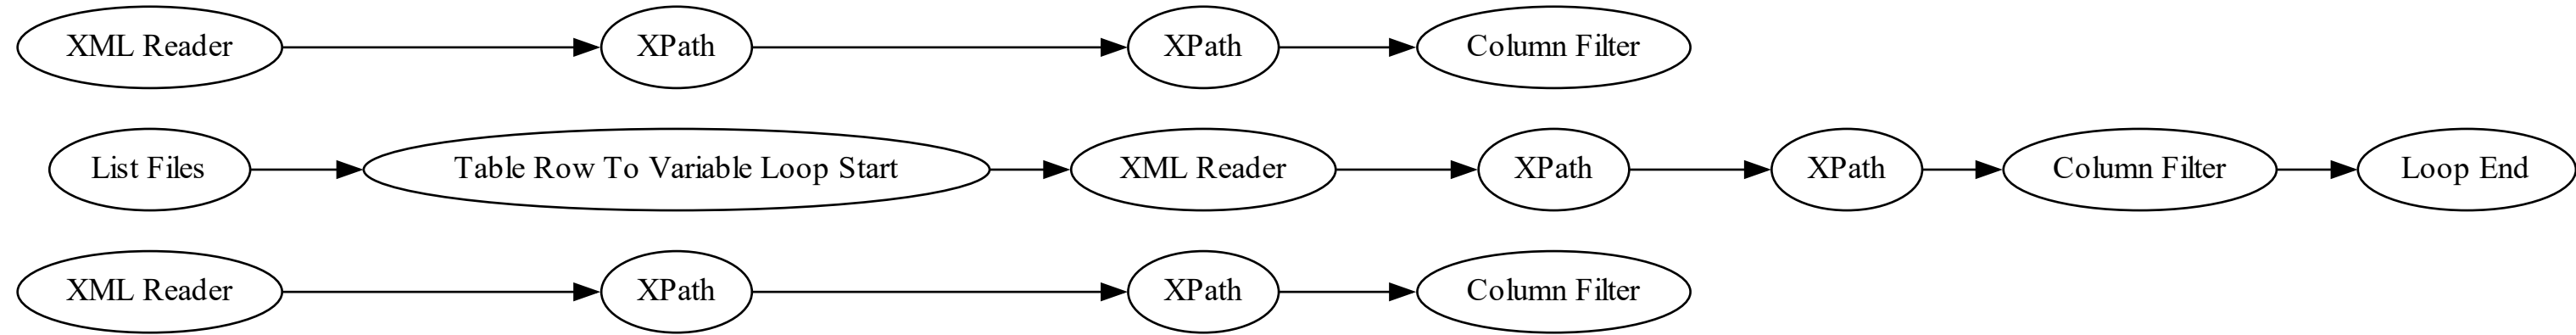 XML Reader XPath XPath Column Filter
List Files Table Row To Variable Loop Start XML Reader XPath XPath Column Filter Loop End
XML Reader XPath XPath Column Filter